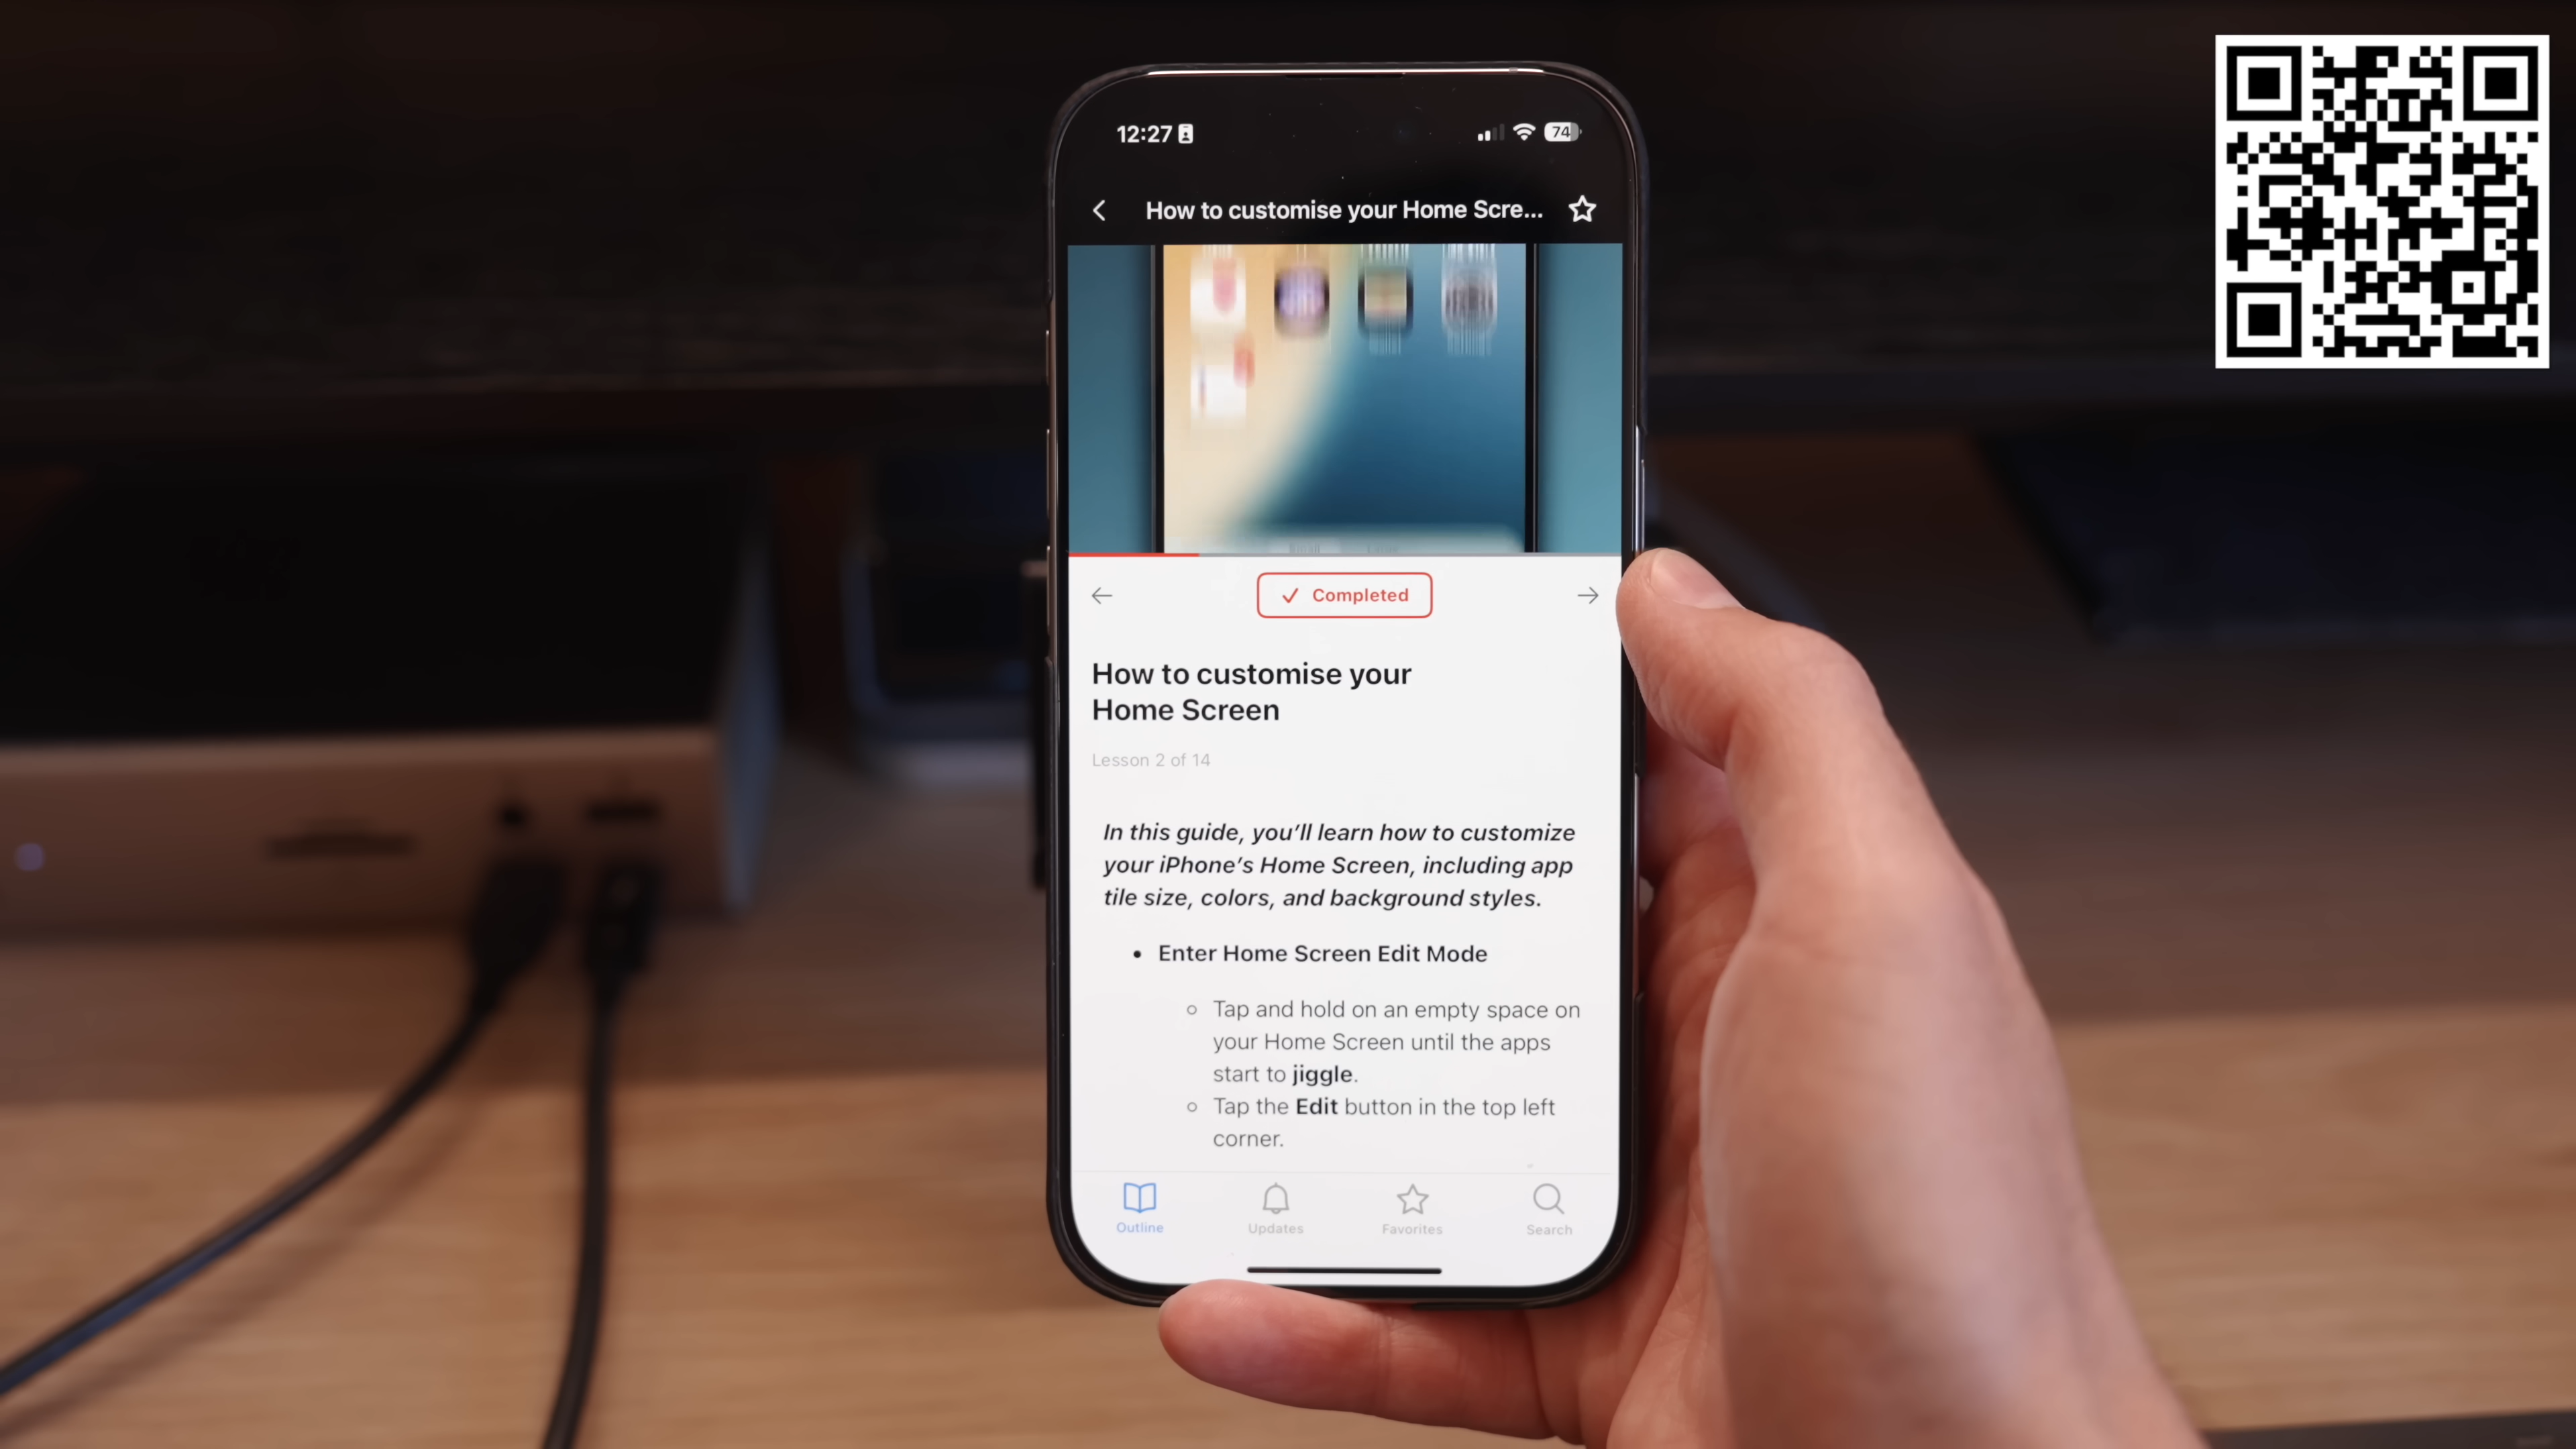 12:27
74
How to customise your Home Scre...
Completed
How to customise your
Home Screen
Lesson 2 of 14
In this guide, you'll learn how to customize
your iPhone's Home Screen, including app
tile size, colors, and background styles.
• Enter Home Screen Edit Mode
○ Tap and hold on an empty space on
your Home Screen until the apps
start to jiggle.
○ Tap the Edit button in the top left
corner.
Outline
Updates
Favorites
Search